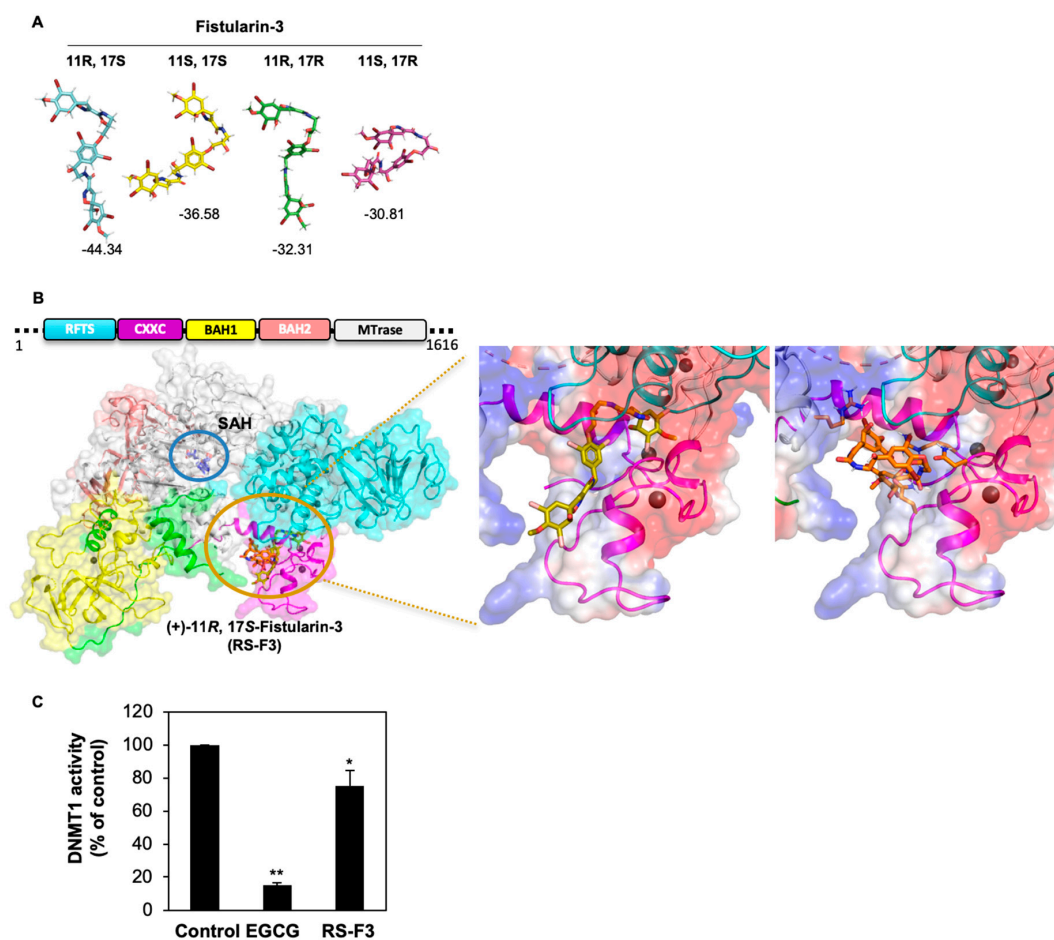 A
Fistularin-3
11R, 17S 11S, 17S 11R, 17R 11S, 17R
-44.34 -36.58 -32.31 -30.81
B
RFTS CXXC BAH1 BAH2 MTrase
1 1616
SAH
(+)-11R, 17S-Fistularin-3
(RS-F3)
C
DNMT1 activity
(% of control)
120
100
80
60
40
20
0
** *
Control EGCG RS-F3